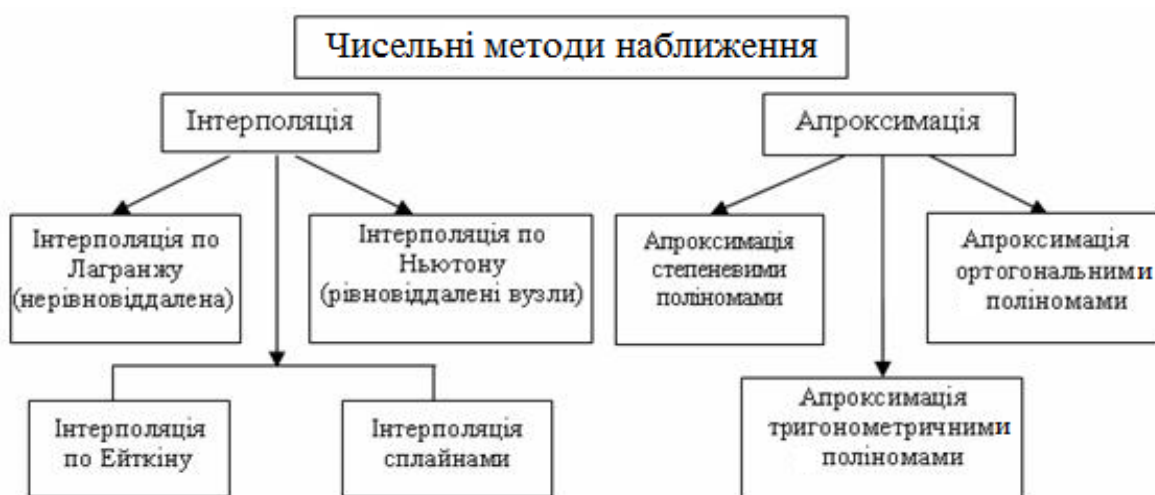 Чисельні методи наближення
Інтерполяція
Апроксимація
Інтерполяція по
Лагранжу
(нерівновіддалена)
Інтерполяція по
Ньютону
(рівновіддалені вузли)
Апроксимація
степеневими
поліномами
Апроксимація
ортогональними
поліномами
Інтерполяція
по Ейткіну
Інтерполяція
сплайнами
Апроксимація
тригонометричними
поліномами